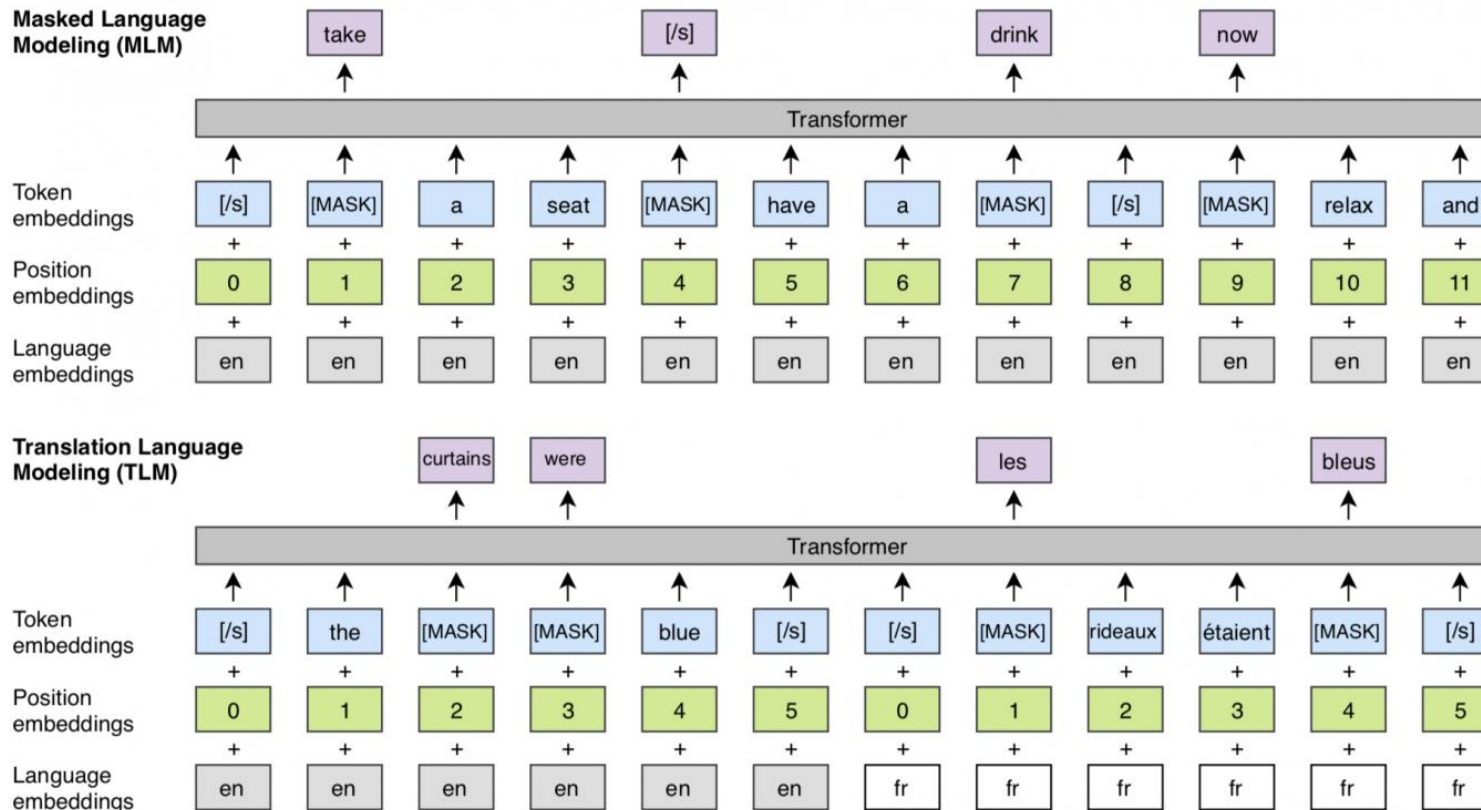 Masked Language
Modeling (MLM)
take [/s] drink now
Transformer
Token
embeddings
[/s] [MASK] a seat [MASK] have a [MASK] [/s] [MASK] relax and
+ + + + + + + + + + + +
Position
embeddings
0 1 2 3 4 5 6 7 8 9 10 11
+ + + + + + + + + + + +
Language
embeddings
en en en en en en en en en en en en
Translation Language
Modeling (TLM)
curtains were les bleus
Transformer
Token
embeddings
[/s] the [MASK] [MASK] blue [/s] [/s] [MASK] rideaux étaient [MASK] [/s]
+ + + + + + + + + + + +
Position
embeddings
0 1 2 3 4 5 0 1 2 3 4 5
+ + + + + + + + + + + +
Language
embeddings
en en en en en en fr fr fr fr fr fr